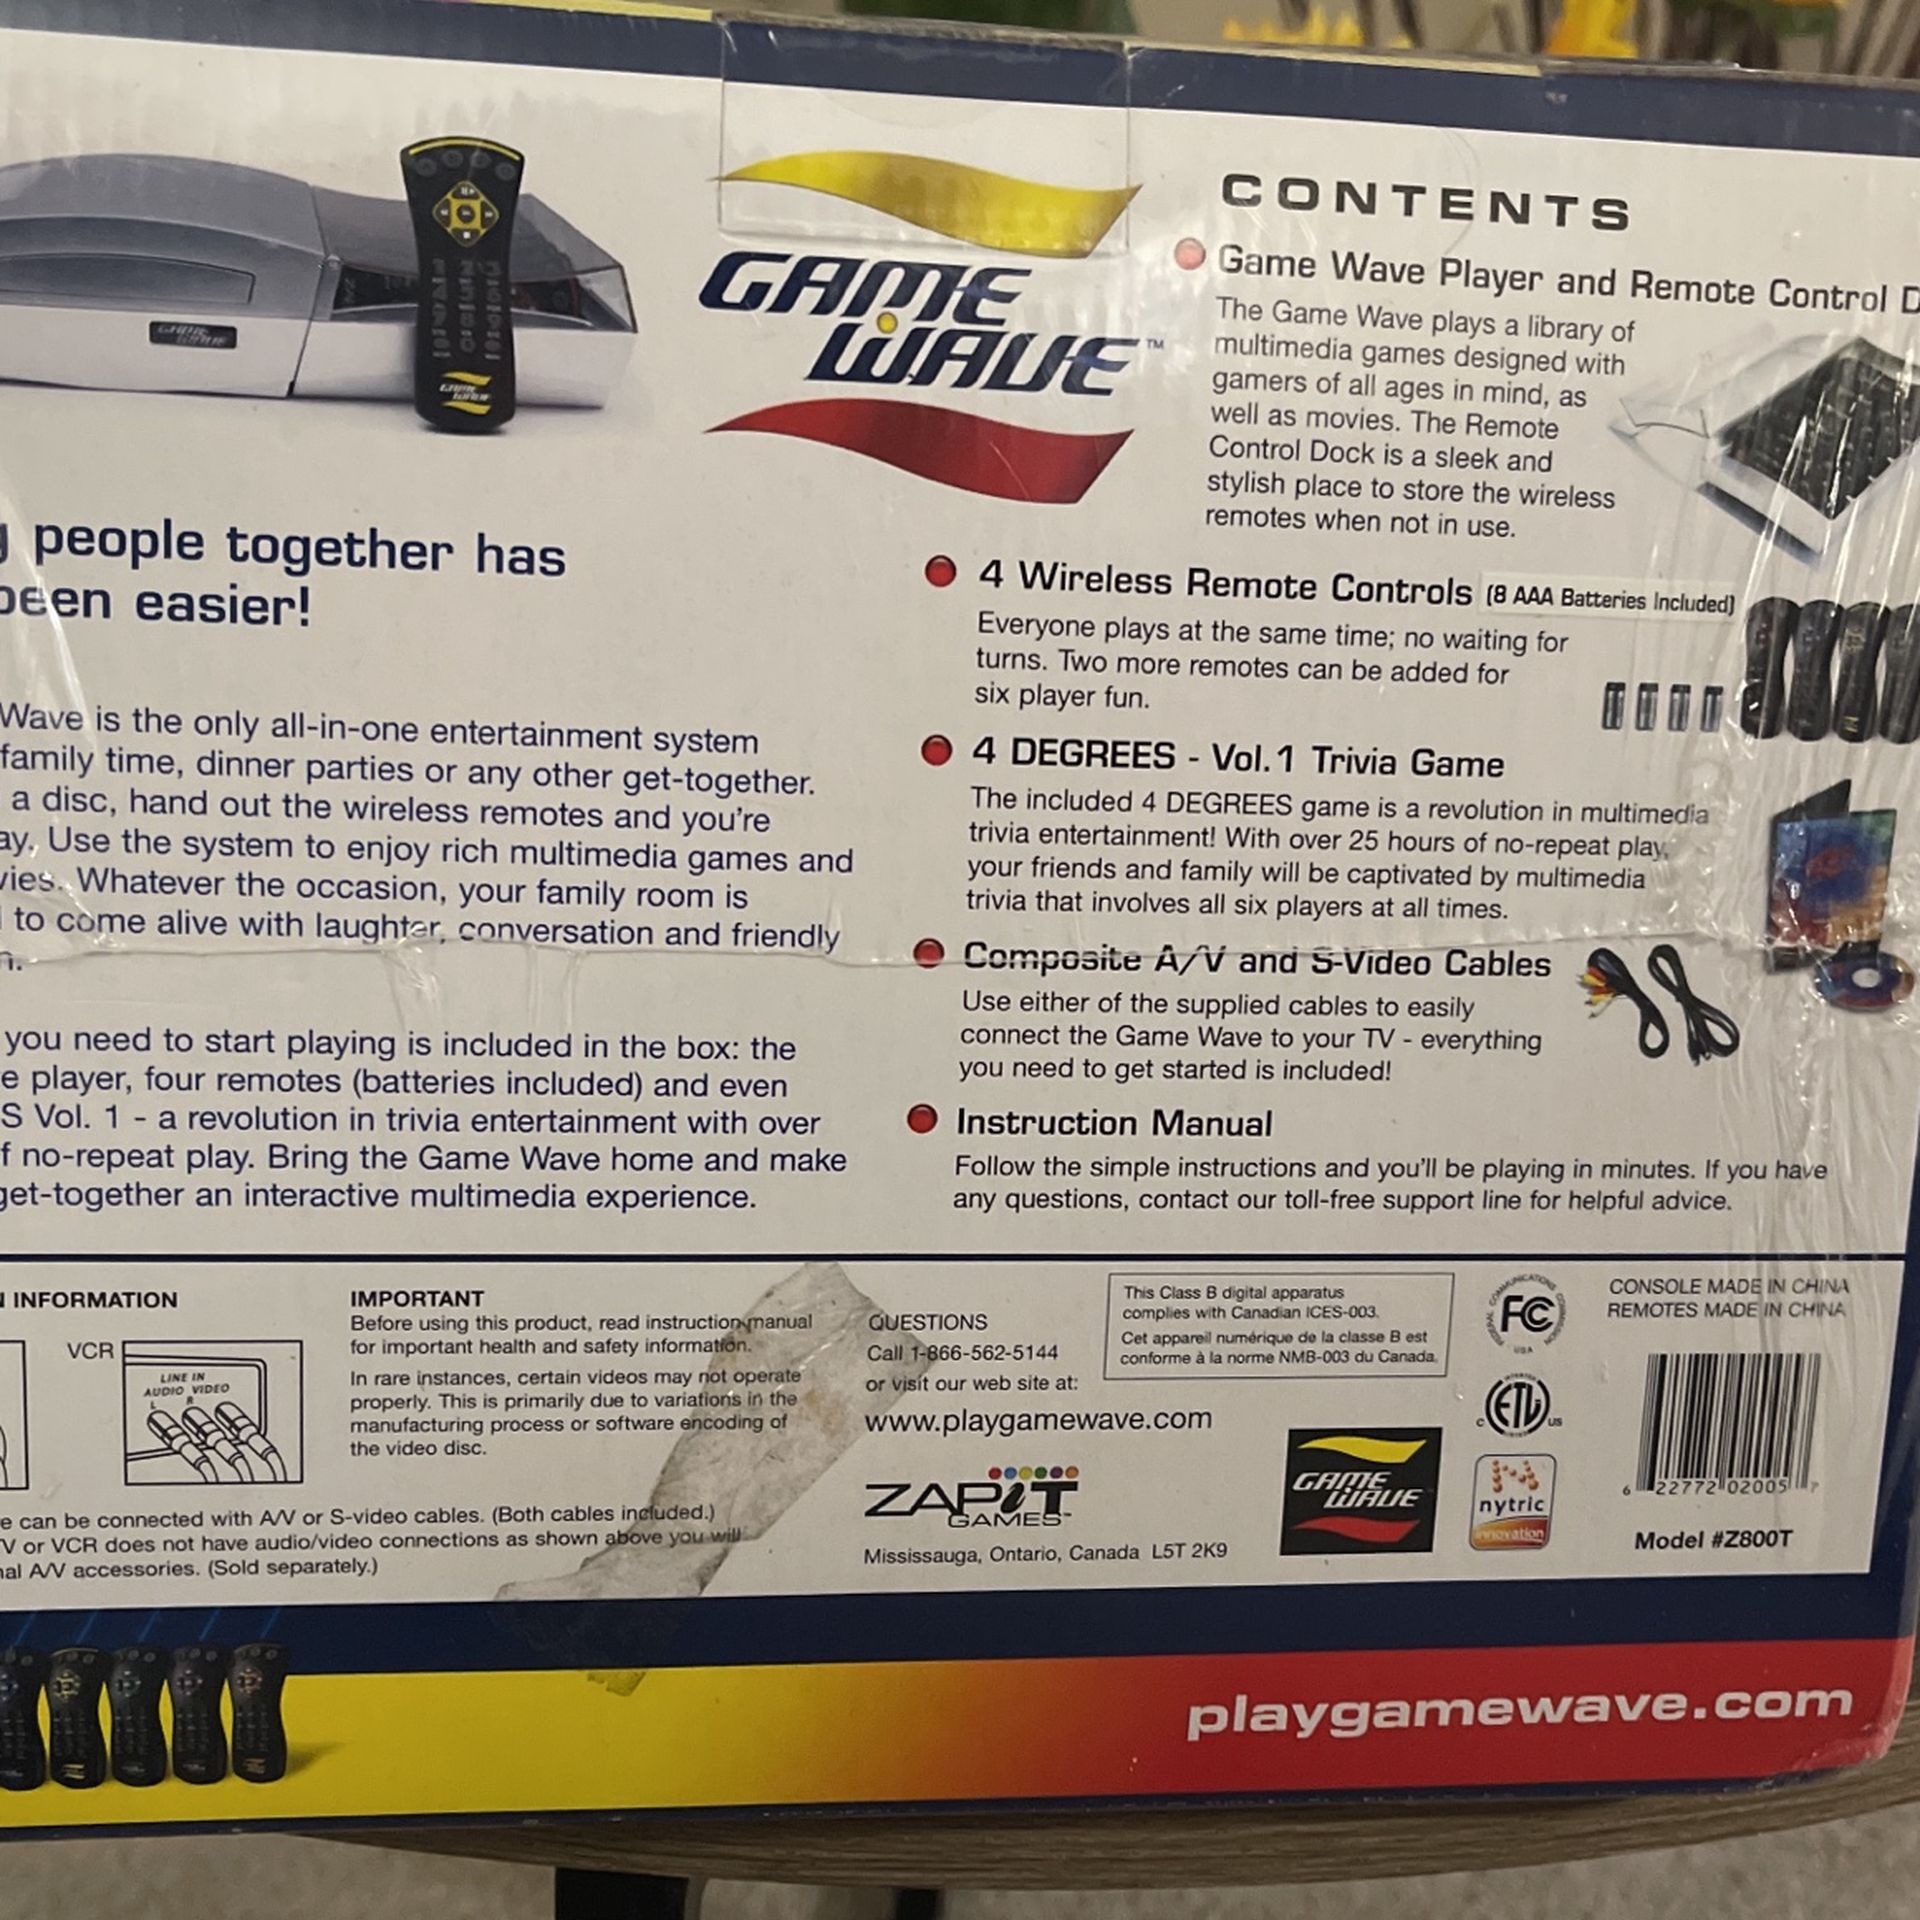 GAME
WAVE™
CONTENTS
Game Wave Player and Remote Control
The Game Wave plays a library of
multimedia games designed with
gamers of all ages in mind, as
well as movies. The Remote
Control Dock is a sleek and
stylish place to store the wireless
remotes when not in use.
4 Wireless Remote Controls (8 AAA Batteries Included)
Everyone plays at the same time; no waiting for
turns. Two more remotes can be added for
six player fun.
4 DEGREES - Vol. 1 Trivia Game
The included 4 DEGREES game is a revolution in multimedia
trivia entertainment! With over 25 hours of no-repeat play,
your friends and family will be captivated by multimedia
trivia that involves all six players at all times.
Composite A/V and S-Video Cables
Use either of the supplied cables to easily
connect the Game Wave to your TV - everything
you need to get started is included!
Instruction Manual
Follow the simple instructions and you'll be playing in minutes. If you have
any questions, contact our toll-free support line for helpful advice.
GAME
WAVE
GAME
WAVE
people together has
been easier!
Wave is the only all-in-one entertainment system
family time, dinner parties or any other get-together.
a disc, hand out the wireless remotes and you're
Use the system to enjoy rich multimedia games and
Whatever the occasion, your family room is
to come alive with laughter, conversation and friendly
you need to start playing is included in the box: the
player, four remotes (batteries included) and even
S Vol. 1 - a revolution in trivia entertainment with over
no-repeat play. Bring the Game Wave home and make
get-together an interactive multimedia experience.
INFORMATION
VCR
LINE IN
AUDIO VIDEO
L R
can be connected with A/V or S-video cables. (Both cables included.)
V or VCR does not have audio/video connections as shown above you will
A/V accessories. (Sold separately.)
IMPORTANT
Before using this product, read instruction manual
for important health and safety information.
In rare instances, certain videos may not operate
properly. This is primarily due to variations in the
manufacturing process or software encoding of
the video disc.
QUESTIONS
Call 1-866-562-5144
or visit our web site at:
www.playgamewave.com
ZAPiT
GAMES™
Mississauga, Ontario, Canada L5T 2K9
This Class B digital apparatus
complies with Canadian ICES-003.
Cet appareil numérique de la classe B est
conforme à la norme NMB-003 du Canada.
GAME
WAVE
FEDERAL COMMUNICATIONS COMMISSION
FC
USA
INTERTEK
C ETL US
LISTED
nytric
innovation
CONSOLE MADE IN CHINA
REMOTES MADE IN CHINA
6 22772 02005 7
Model #Z800T
playgamewave.com